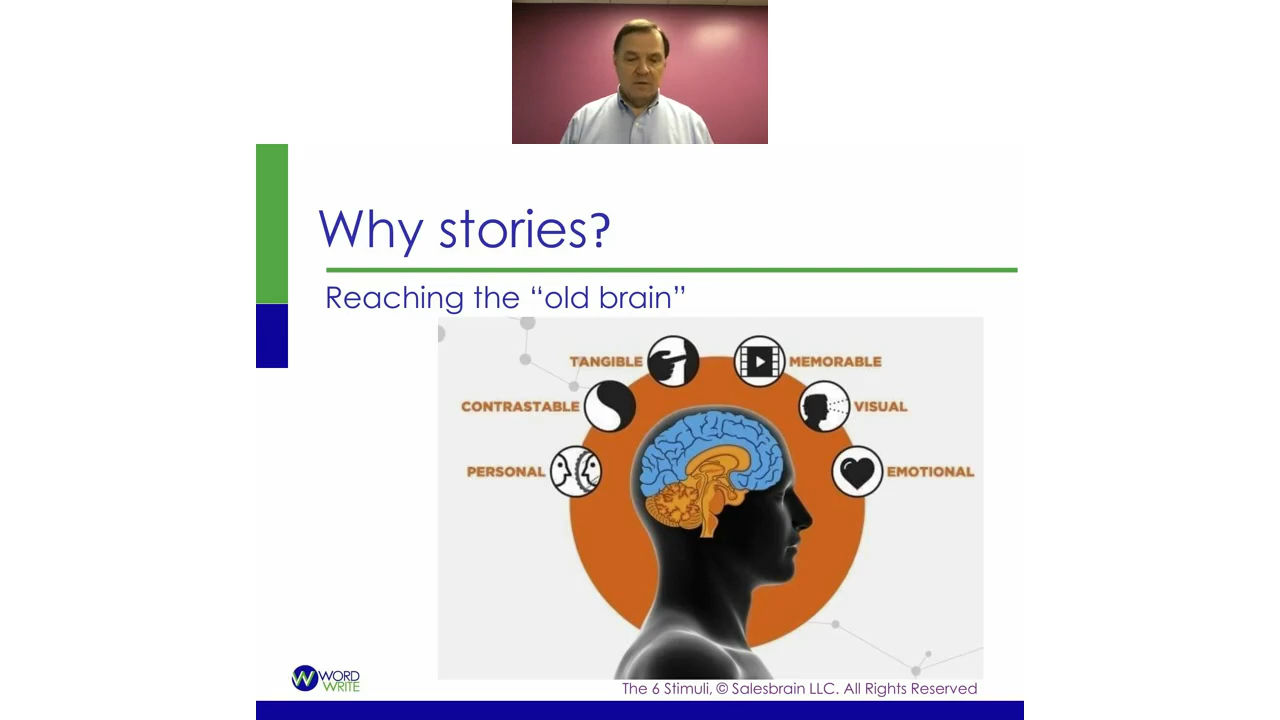 Why stories?
Reaching the “old brain”
TANGIBLE
MEMORABLE
CONTRASTABLE
VISUAL
PERSONAL
EMOTIONAL
W WORD
WRITE
The 6 Stimuli, © Salesbrain LLC. All Rights Reserved